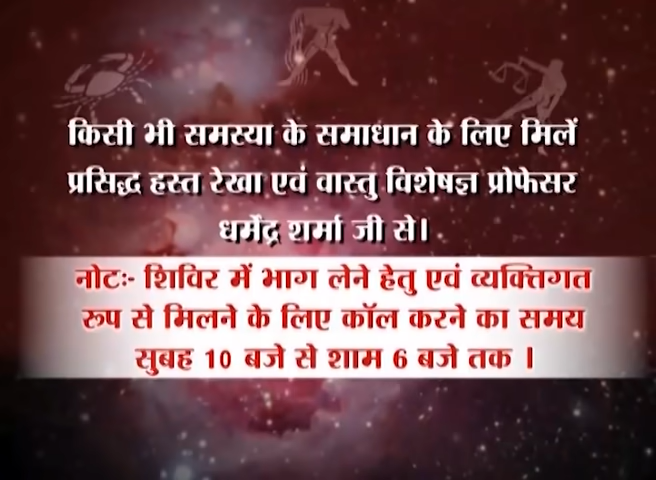 किसी भी समस्या के समाधान के लिए मिलें
प्रसिद्ध हस्त रेखा एवं वास्तु विशेषज्ञ प्रोफेसर
धर्मेंद्र शर्मा जी से।
नोटः- शिविर में भाग लेने हेतु एवं व्यक्तिगत
रुप से मिलने के लिए कॉल करने का समय
सुबह 10 बजे से शाम 6 बजे तक ।